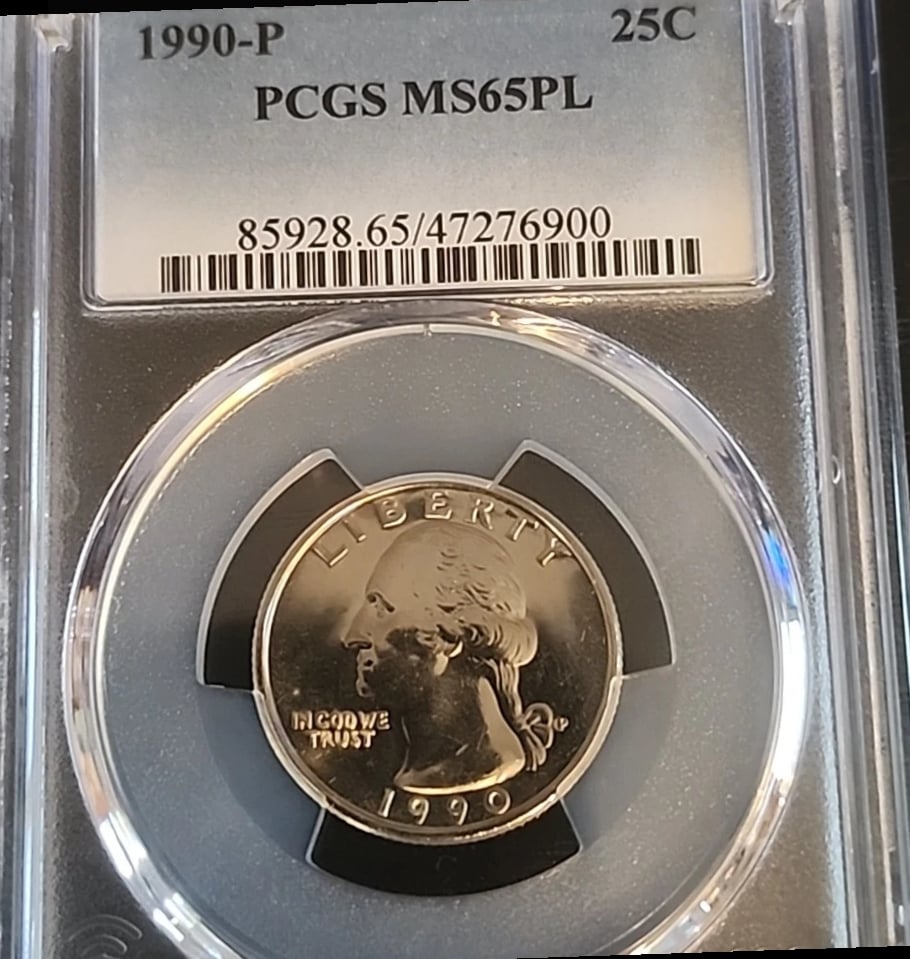 1990-P 25C
PCGS MS65PL
85928.65/47276900
LIBERTY
IN GOD WE
TRUST
P
1990